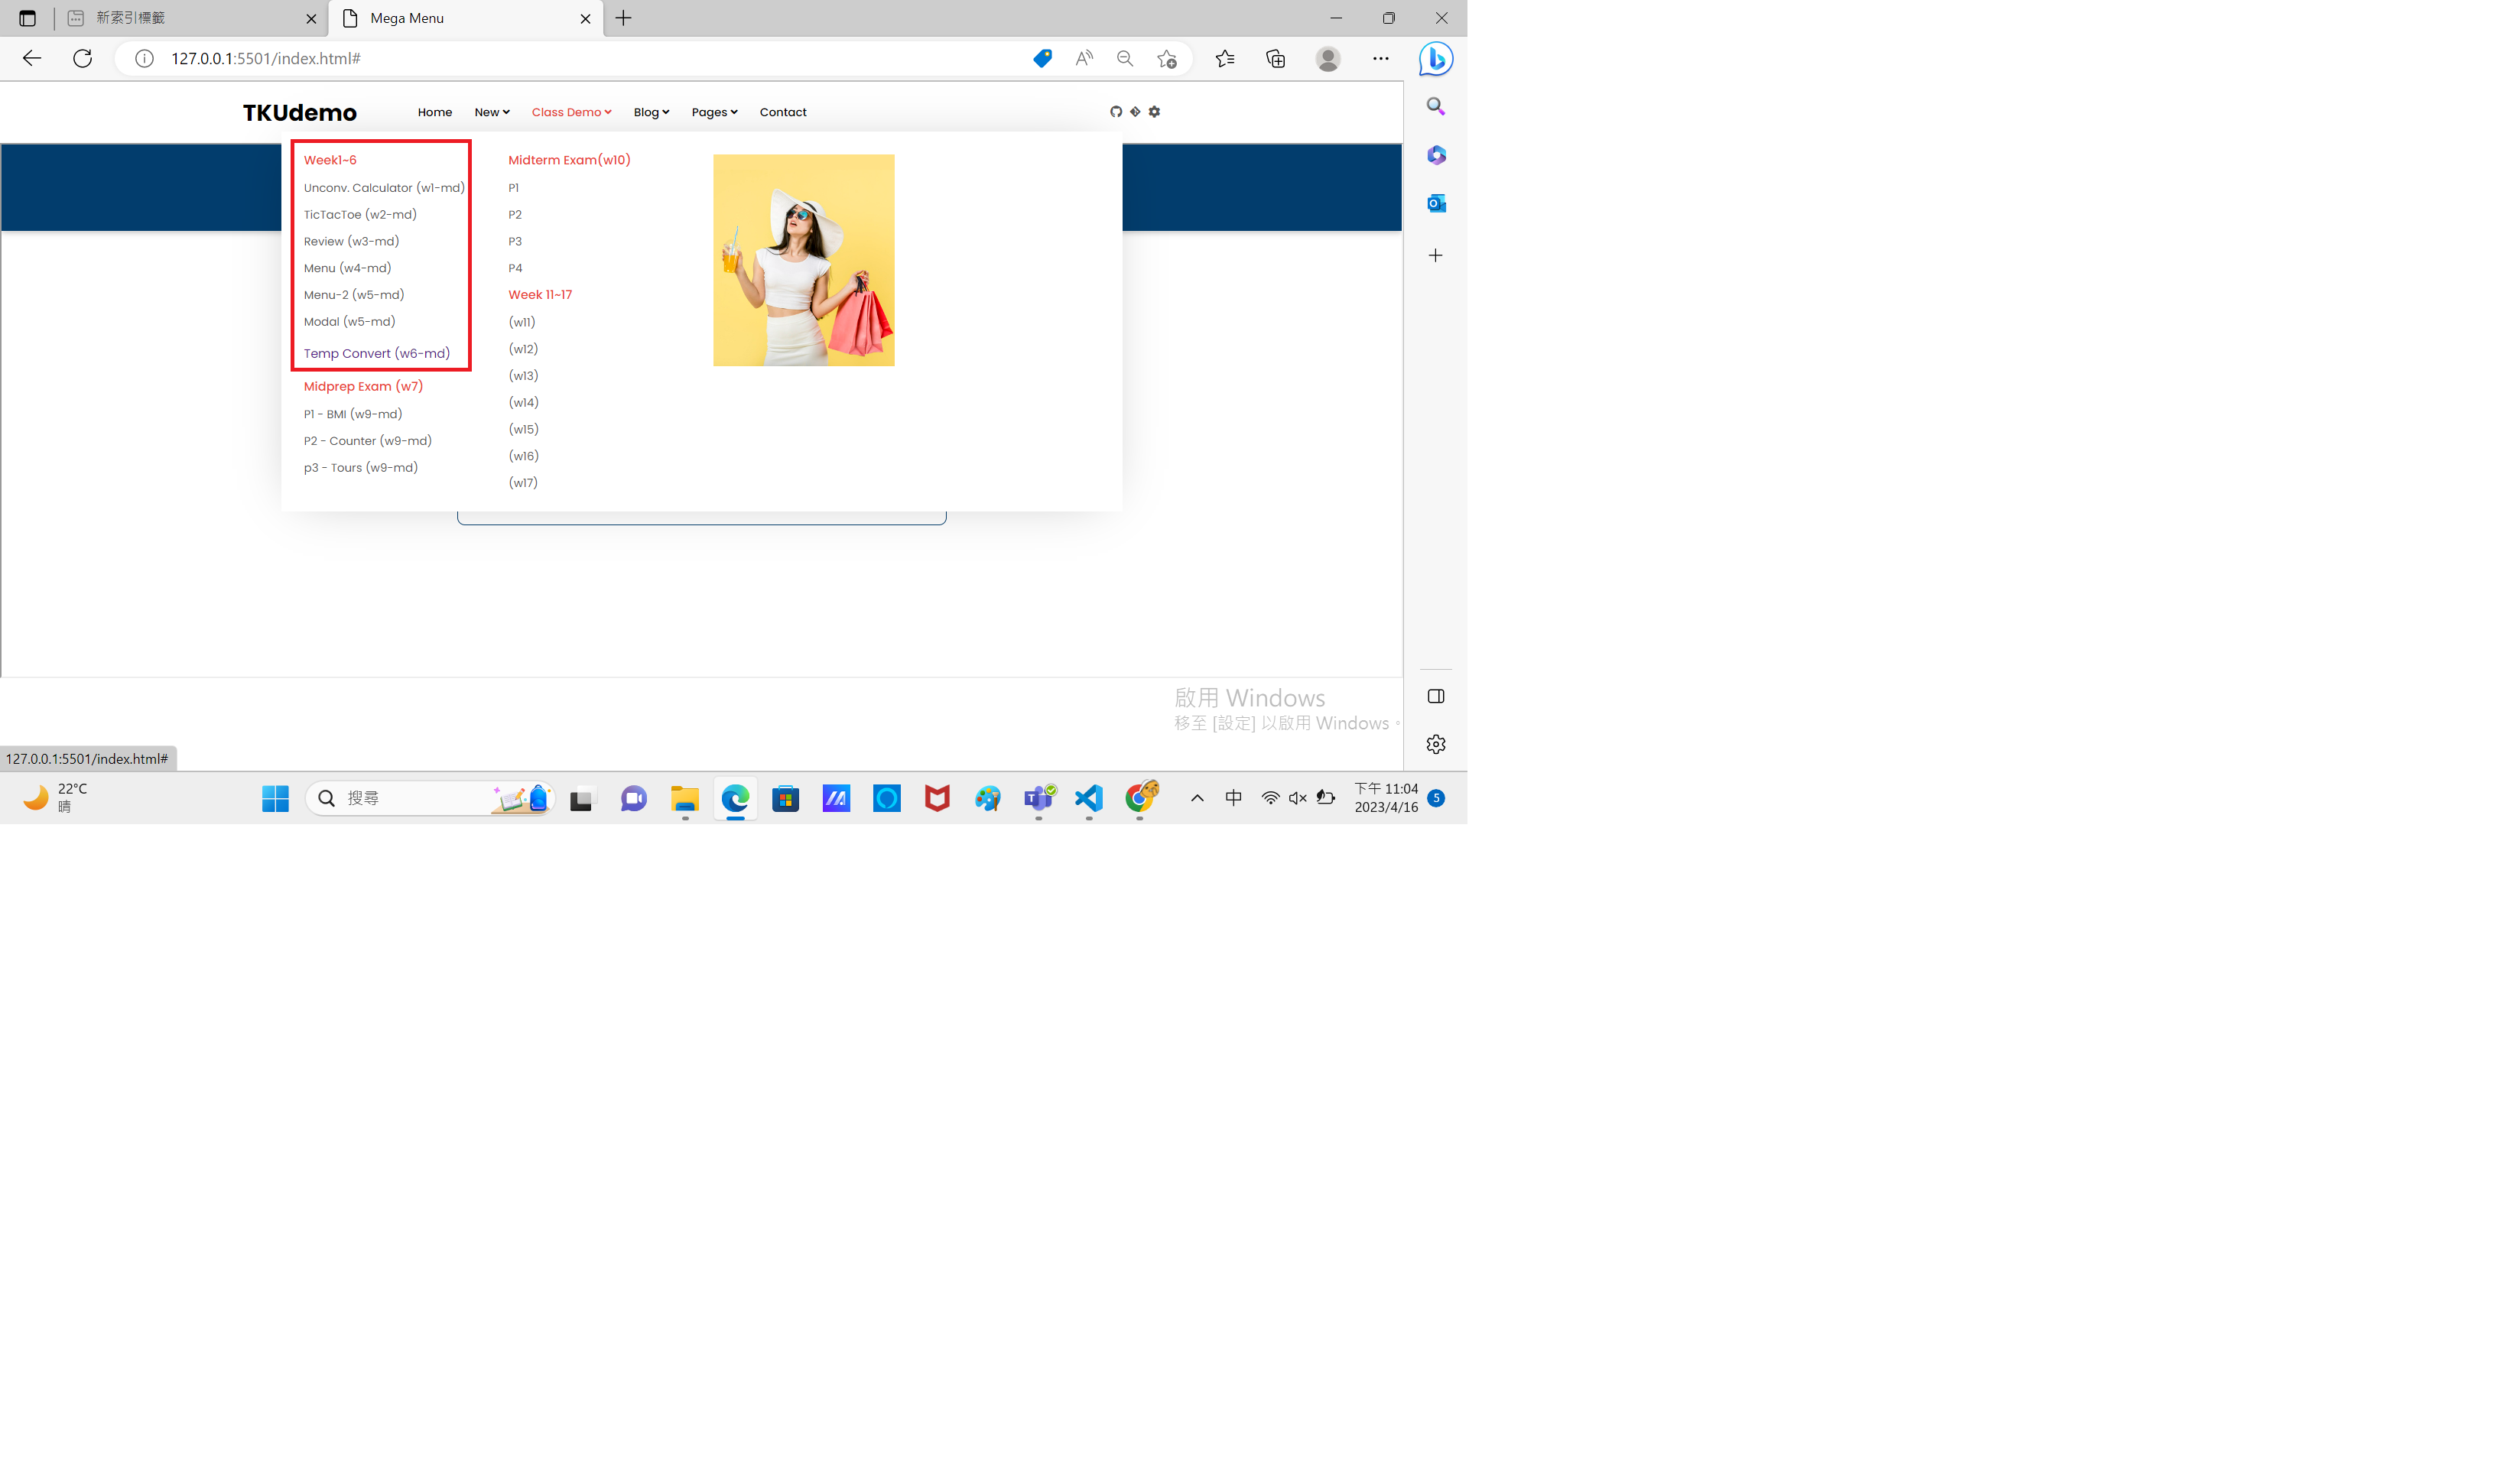 新索引標籤
Mega Menu
127.0.0.1:5501/index.html#
TKUdemo
Home
New
Class Demo
Blog
Pages
Contact
Week1~6
Unconv. Calculator (w1-md)
TicTacToe (w2-md)
Review (w3-md)
Menu (w4-md)
Menu-2 (w5-md)
Modal (w5-md)
Temp Convert (w6-md)
Midprep Exam (w7)
P1 - BMI (w9-md)
P2 - Counter (w9-md)
p3 - Tours (w9-md)
Midterm Exam(w10)
P1
P2
P3
P4
Week 11~17
(w11)
(w12)
(w13)
(w14)
(w15)
(w16)
(w17)
啟用 Windows
移至 [設定] 以啟用 Windows。
127.0.0.1:5501/index.html#
22°C
晴
搜尋
中
下午 11:04
2023/4/16
5